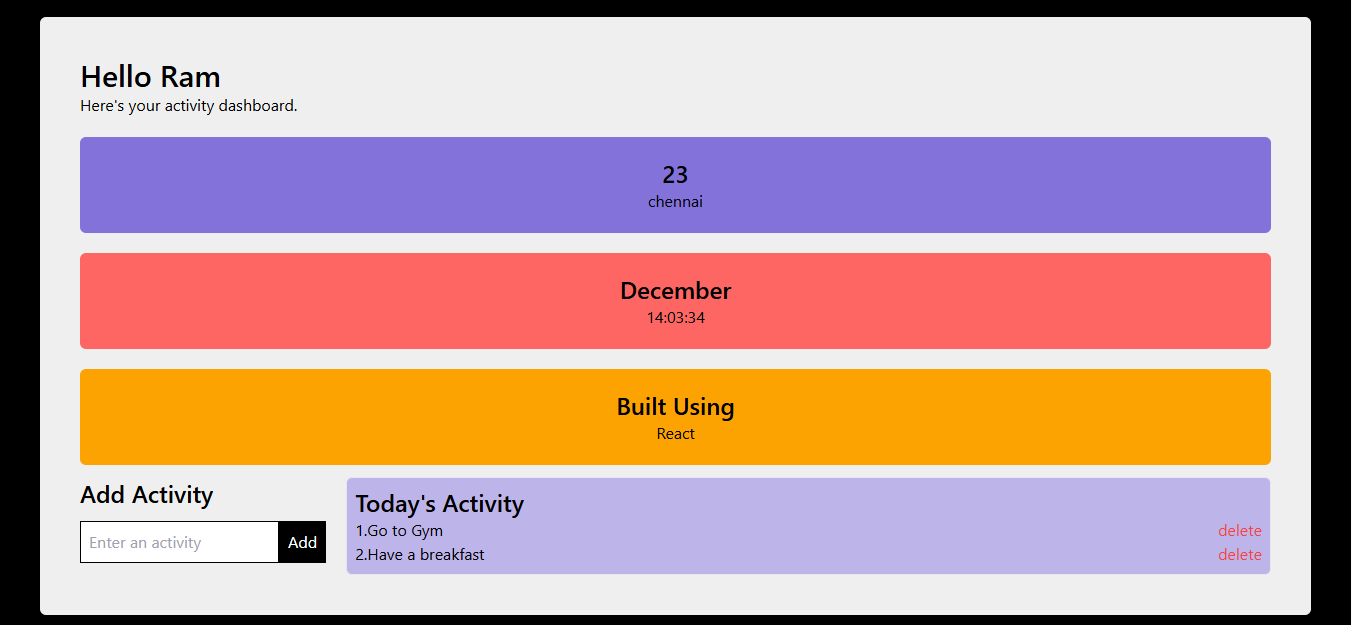 Hello Ram
Here's your activity dashboard.
23
chennai
December
14:03:34
Built Using
React
Add Activity
Enter an activity
Add
Today's Activity
1.Go to Gym delete
2.Have a breakfast delete